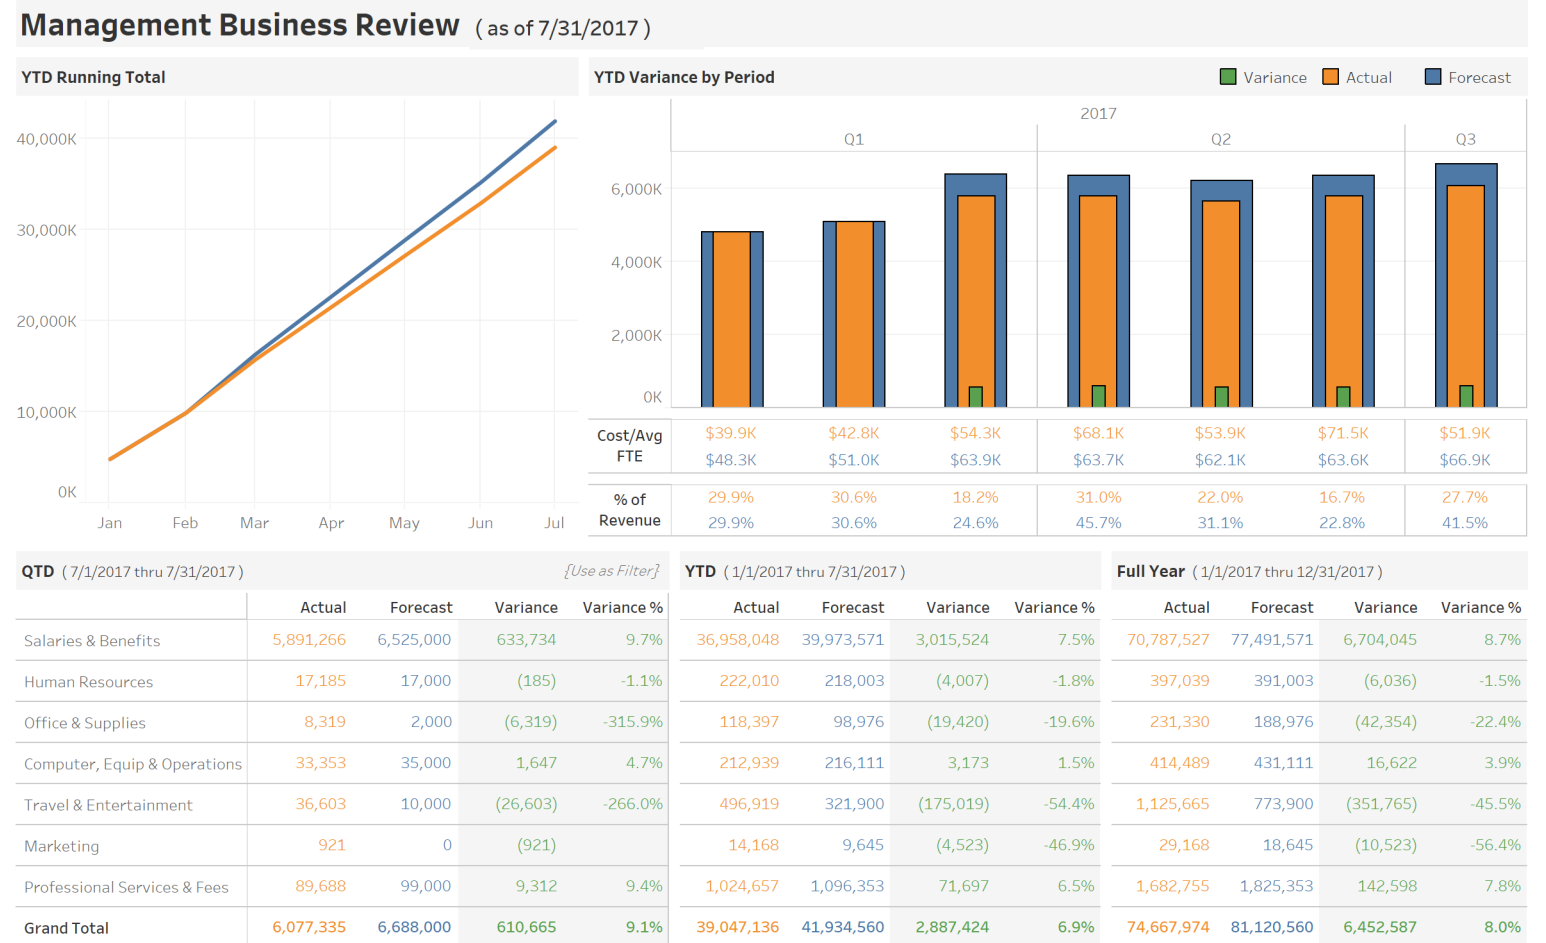 Management Business Review ( as of 7/31/2017 )
YTD Running Total
40,000K
30,000K
20,000K
10,000K
0K
Jan Feb Mar Apr May Jun Jul
YTD Variance by Period
Variance Actual Forecast
2017
Q1 Q2 Q3
6,000K
4,000K
2,000K
0K
Cost/Avg
FTE
$39.9K $42.8K $54.3K $68.1K $53.9K $71.5K $51.9K
$48.3K $51.0K $63.9K $63.7K $62.1K $63.6K $66.9K
% of
Revenue
29.9% 30.6% 18.2% 31.0% 22.0% 16.7% 27.7%
29.9% 30.6% 24.6% 45.7% 31.1% 22.8% 41.5%
QTD ( 7/1/2017 thru 7/31/2017 ) {Use as Filter} YTD ( 1/1/2017 thru 7/31/2017 ) Full Year ( 1/1/2017 thru 12/31/2017 )
Actual Forecast Variance Variance % Actual Forecast Variance Variance % Actual Forecast Variance Variance %
Salaries & Benefits 5,891,266 6,525,000 633,734 9.7% 36,958,048 39,973,571 3,015,524 7.5% 70,787,527 77,491,571 6,704,045 8.7%
Human Resources 17,185 17,000 (185) -1.1% 222,010 218,003 (4,007) -1.8% 397,039 391,003 (6,036) -1.5%
Office & Supplies 8,319 2,000 (6,319) -315.9% 118,397 98,976 (19,420) -19.6% 231,330 188,976 (42,354) -22.4%
Computer, Equip & Operations 33,353 35,000 1,647 4.7% 212,939 216,111 3,173 1.5% 414,489 431,111 16,622 3.9%
Travel & Entertainment 36,603 10,000 (26,603) -266.0% 496,919 321,900 (175,019) -54.4% 1,125,665 773,900 (351,765) -45.5%
Marketing 921 0 (921) 14,168 9,645 (4,523) -46.9% 29,168 18,645 (10,523) -56.4%
Professional Services & Fees 89,688 99,000 9,312 9.4% 1,024,657 1,096,353 71,697 6.5% 1,682,755 1,825,353 142,598 7.8%
Grand Total 6,077,335 6,688,000 610,665 9.1% 39,047,136 41,934,560 2,887,424 6.9% 74,667,974 81,120,560 6,452,587 8.0%